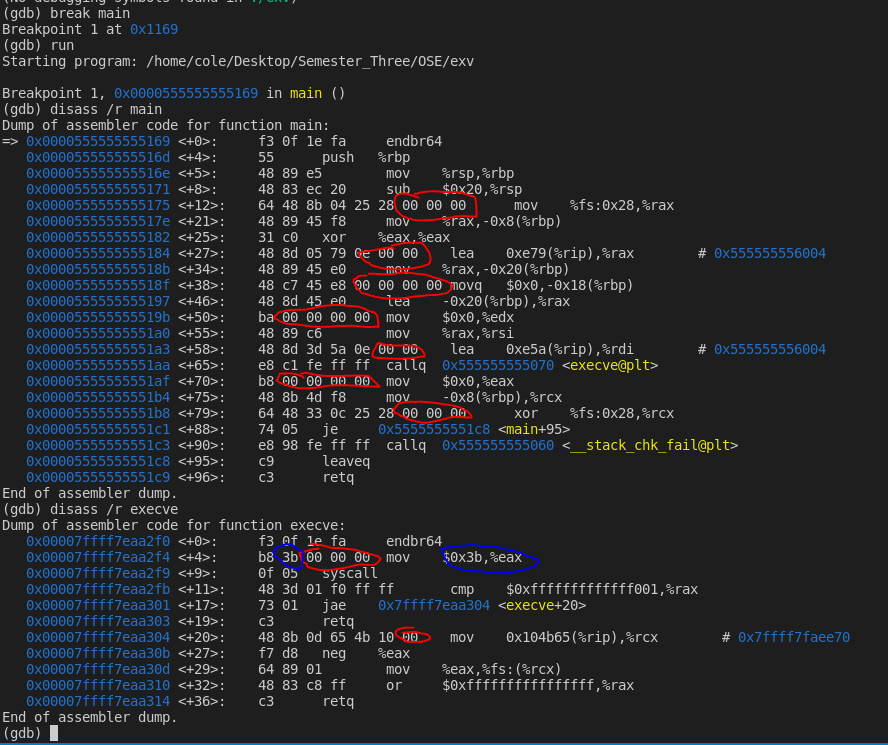 (gdb) break main
Breakpoint 1 at 0x1169
(gdb) run
Starting program: /home/cole/Desktop/Semester_Three/OSE/exv

Breakpoint 1, 0x0000555555555169 in main ()
(gdb) disass /r main
Dump of assembler code for function main:
=> 0x0000555555555169 <+0>:     f3 0f 1e fa     endbr64
   0x000055555555516d <+4>:     55      push   %rbp
   0x000055555555516e <+5>:     48 89 e5        mov    %rsp,%rbp
   0x0000555555555171 <+8>:     48 83 ec 20     sub    $0x20,%rsp
   0x0000555555555175 <+12>:    64 48 8b 04 25 28 00 00 00      mov    %fs:0x28,%rax
   0x000055555555517e <+21>:    48 89 45 f8     mov    %rax,-0x8(%rbp)
   0x0000555555555182 <+25>:    31 c0   xor    %eax,%eax
   0x0000555555555184 <+27>:    48 8d 05 79 0e 00 00    lea    0xe79(%rip),%rax        # 0x555555556004
   0x000055555555518b <+34>:    48 89 45 e0     mov    %rax,-0x20(%rbp)
   0x000055555555518f <+38>:    48 c7 45 e8 00 00 00 00 movq   $0x0,-0x18(%rbp)
   0x0000555555555197 <+46>:    48 8d 45 e0     lea    -0x20(%rbp),%rax
   0x000055555555519b <+50>:    ba 00 00 00 00  mov    $0x0,%edx
   0x00005555555551a0 <+55>:    48 89 c6        mov    %rax,%rsi
   0x00005555555551a3 <+58>:    48 8d 3d 5a 0e 00 00    lea    0xe5a(%rip),%rdi        # 0x555555556004
   0x00005555555551aa <+65>:    e8 c1 fe ff ff  callq  0x555555555070 <execve@plt>
   0x00005555555551af <+70>:    b8 00 00 00 00  mov    $0x0,%eax
   0x00005555555551b4 <+75>:    48 8b 4d f8     mov    -0x8(%rbp),%rcx
   0x00005555555551b8 <+79>:    64 48 33 0c 25 28 00 00 00      xor    %fs:0x28,%rcx
   0x00005555555551c1 <+88>:    74 05   je     0x5555555551c8 <main+95>
   0x00005555555551c3 <+90>:    e8 98 fe ff ff  callq  0x555555555060 <__stack_chk_fail@plt>
   0x00005555555551c8 <+95>:    c9      leaveq
   0x00005555555551c9 <+96>:    c3      retq
End of assembler dump.
(gdb) disass /r execve
Dump of assembler code for function execve:
   0x00007ffff7eaa2f0 <+0>:     f3 0f 1e fa     endbr64
   0x00007ffff7eaa2f4 <+4>:     b8 3b 00 00 00  mov    $0x3b,%eax
   0x00007ffff7eaa2f9 <+9>:     0f 05   syscall
   0x00007ffff7eaa2fb <+11>:    48 3d 01 f0 ff ff       cmp    $0xfffffffffffff001,%rax
   0x00007ffff7eaa301 <+17>:    73 01   jae    0x7ffff7eaa304 <execve+20>
   0x00007ffff7eaa303 <+19>:    c3      retq
   0x00007ffff7eaa304 <+20>:    48 8b 0d 65 4b 10 00    mov    0x104b65(%rip),%rcx        # 0x7ffff7faee70
   0x00007ffff7eaa30b <+27>:    f7 d8   neg    %eax
   0x00007ffff7eaa30d <+29>:    64 89 01        mov    %eax,%fs:(%rcx)
   0x00007ffff7eaa310 <+32>:    48 83 c8 ff     or     $0xffffffffffffffff,%rax
   0x00007ffff7eaa314 <+36>:    c3      retq
End of assembler dump.
(gdb)